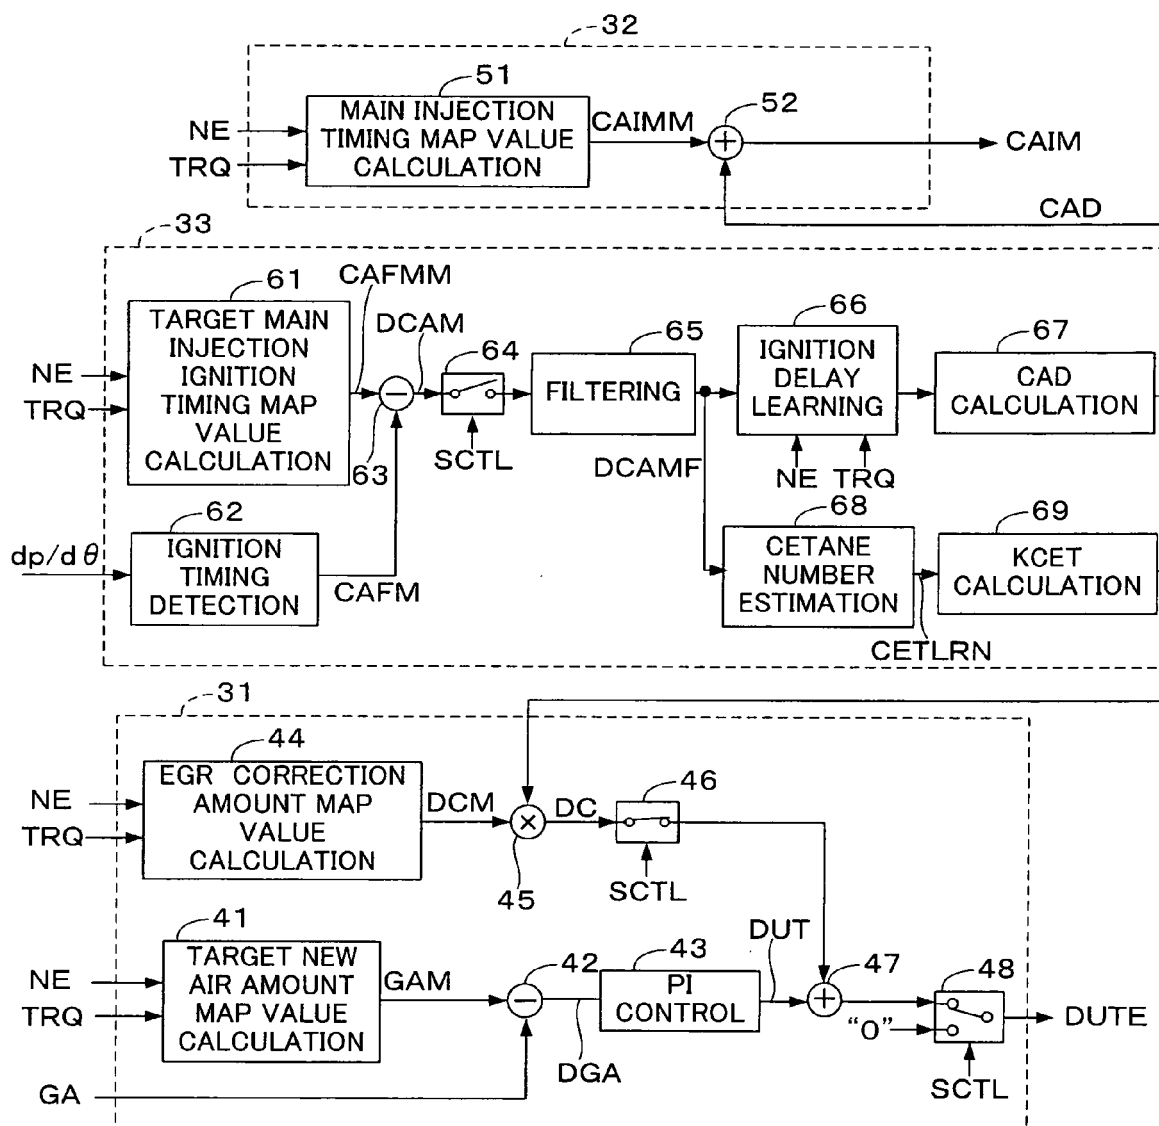 32
51
MAIN INJECTION
TIMING MAP VALUE
CALCULATION
NE
TRQ
CAIMM
52
CAIM
CAD
33
61
TARGET MAIN
INJECTION
IGNITION
TIMING MAP
VALUE
CALCULATION
NE
TRQ
CAFMM
DCAM
63
64
SCTL
65
FILTERING
DCAMF
66
IGNITION
DELAY
LEARNING
NE TRQ
67
CAD
CALCULATION
62
IGNITION
TIMING
DETECTION
dp/dθ
CAFM
68
CETANE
NUMBER
ESTIMATION
CETLRN
69
KCET
CALCULATION
31
44
EGR CORRECTION
AMOUNT MAP
VALUE
CALCULATION
NE
TRQ
DCM
45
DC
46
SCTL
41
TARGET NEW
AIR AMOUNT
MAP VALUE
CALCULATION
NE
TRQ
GAM
42
GA
DGA
43
PI
CONTROL
DUT
47
"0"
48
SCTL
DUTE